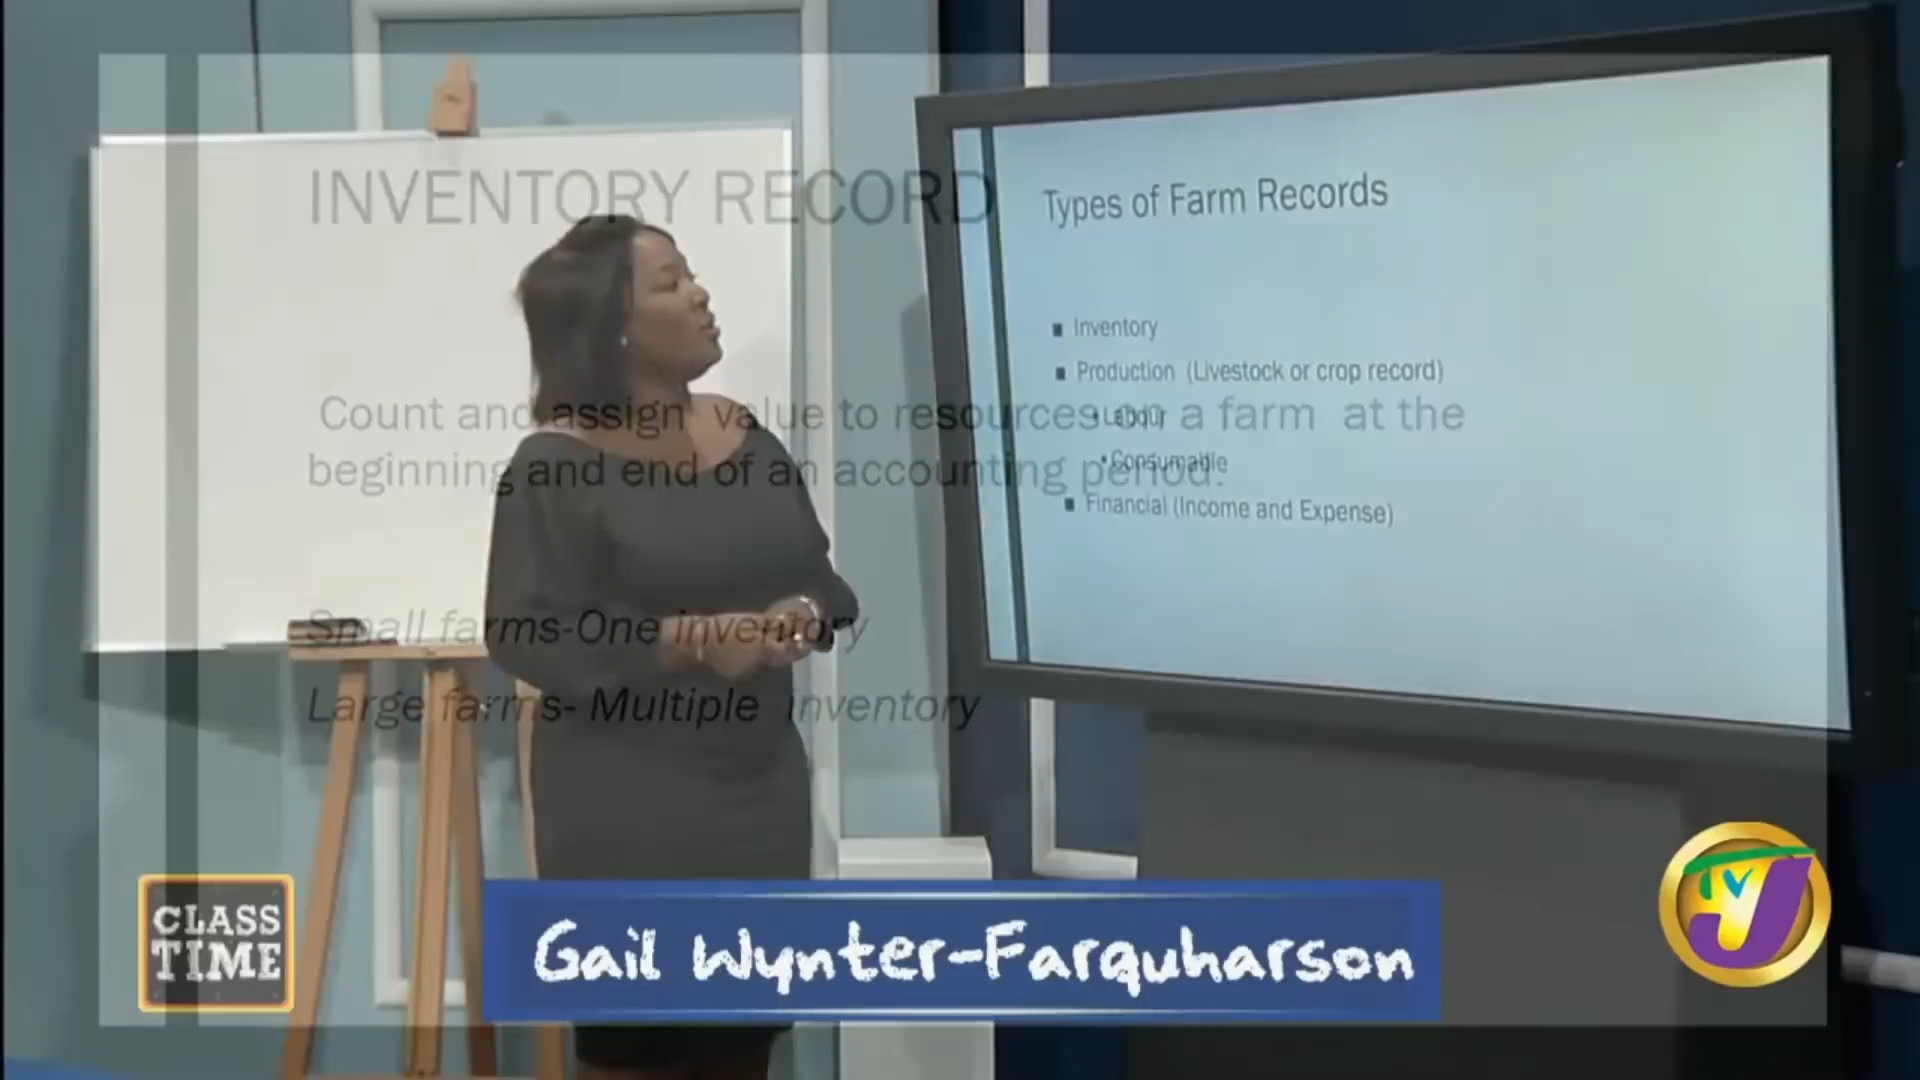 INVENTORY RECORD
Count and assign value to resources on a farm at the
beginning and end of an accounting period.
Small farms-One inventory
Large farms- Multiple inventory
Types of Farm Records
Inventory
Production (Livestock or crop record)
Labour
Consumable
Financial (Income and Expense)
CLASS
TIME
Gail Wynter-Farquharson
TVJ